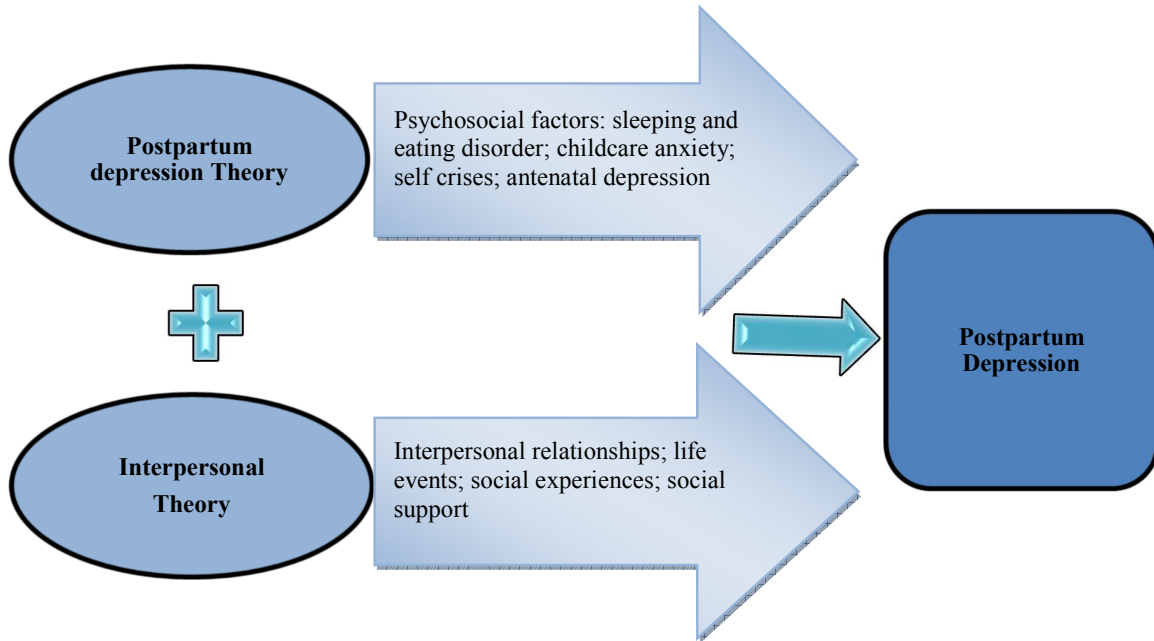 Postpartum
depression Theory
Psychosocial factors: sleeping and
eating disorder; childcare anxiety;
self crises; antenatal depression
Postpartum
Depression
Interpersonal
Theory
Interpersonal relationships; life
events; social experiences; social
support